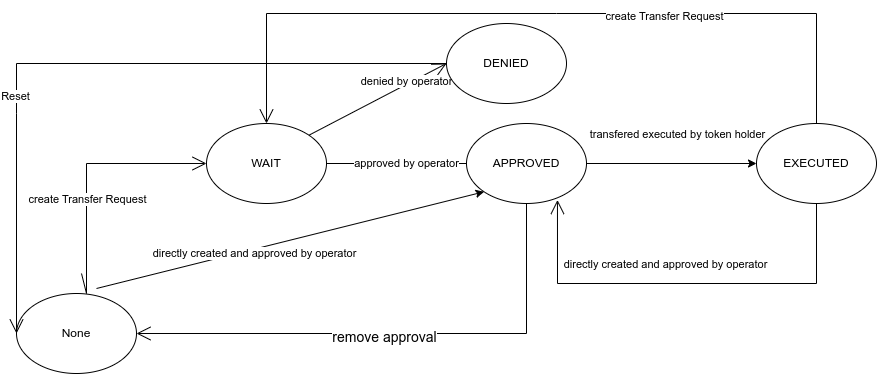 create Transfer Request
DENIED
denied by operator
Reset
transfered executed by token holder
WAIT
approved by operator
APPROVED
EXECUTED
create Transfer Request
directly created and approved by operator
directly created and approved by operator
None
remove approval